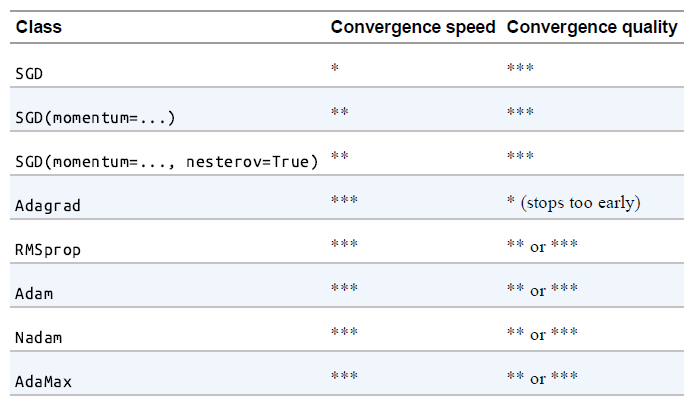 Class Convergence speed Convergence quality
SGD * ***
SGD(momentum=...) ** ***
SGD(momentum=..., nesterov=True) ** ***
Adagrad *** * (stops too early)
RMSprop *** ** or ***
Adam *** ** or ***
Nadam *** ** or ***
AdaMax *** ** or ***